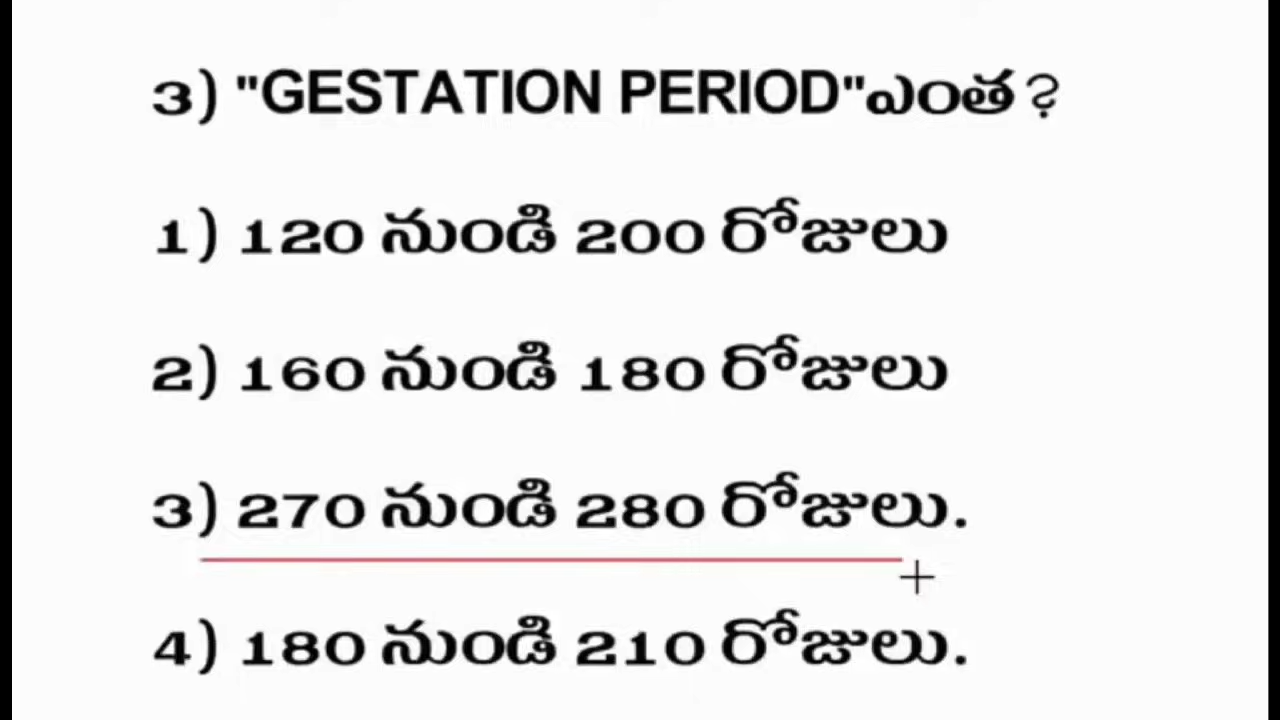 3) "GESTATION PERIOD"ఎంత?
1) 120 నుండి 200 రోజులు
2) 160 నుండి 180 రోజులు
3) 270 నుండి 280 రోజులు.
4) 180 నుండి 210 రోజులు.